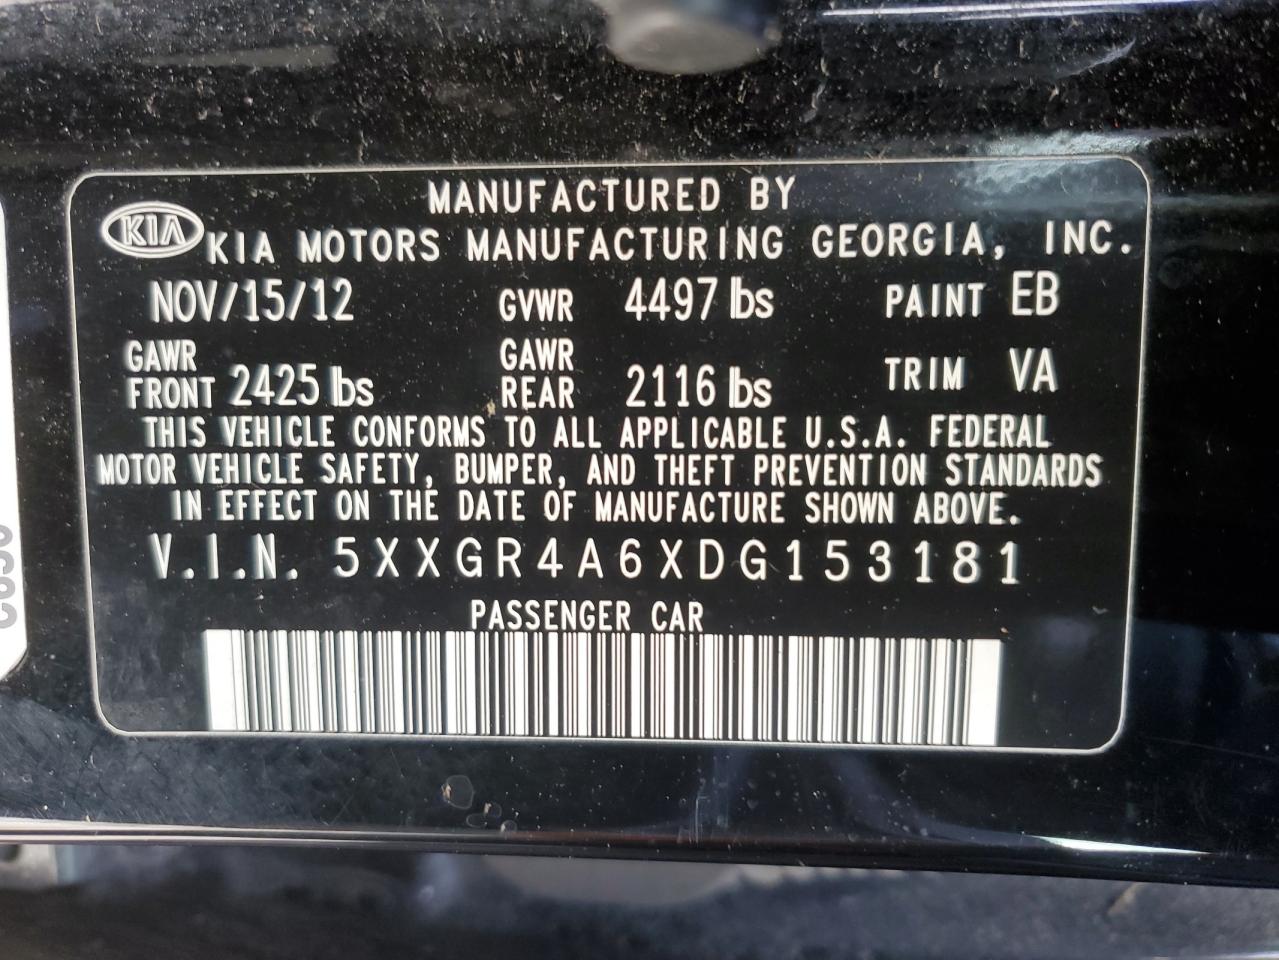 MANUFACTURED BY
KIA KIA MOTORS MANUFACTURING GEORGIA, INC.
NOV/15/12 GVWR 4497 lbs PAINT EB
GAWR FRONT 2425 lbs GAWR REAR 2116 lbs TRIM VA
THIS VEHICLE CONFORMS TO ALL APPLICABLE U.S.A. FEDERAL
MOTOR VEHICLE SAFETY, BUMPER, AND THEFT PREVENTION STANDARDS
IN EFFECT ON THE DATE OF MANUFACTURE SHOWN ABOVE.
V.I.N. 5XXGR4A6XDG153181
PASSENGER CAR